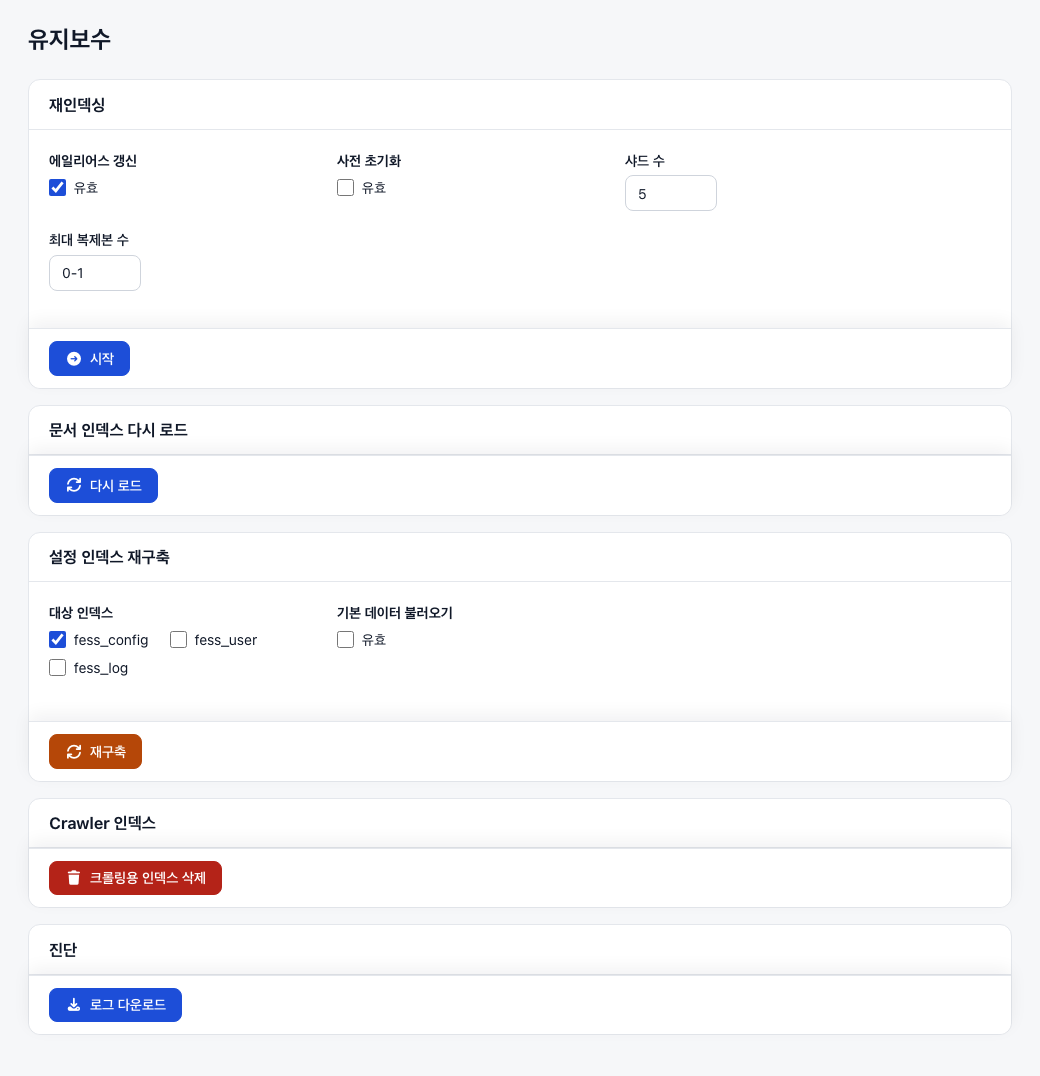 유지보수
재인덱싱
에일리어스 갱신
유효
사전 초기화
유효
샤드 수
5
최대 복제본 수
0-1
시작
문서 인덱스 다시 로드
다시 로드
설정 인덱스 재구축
대상 인덱스
fess_config fess_user
fess_log
기본 데이터 불러오기
유효
재구축
Crawler 인덱스
크롤링용 인덱스 삭제
진단
로그 다운로드